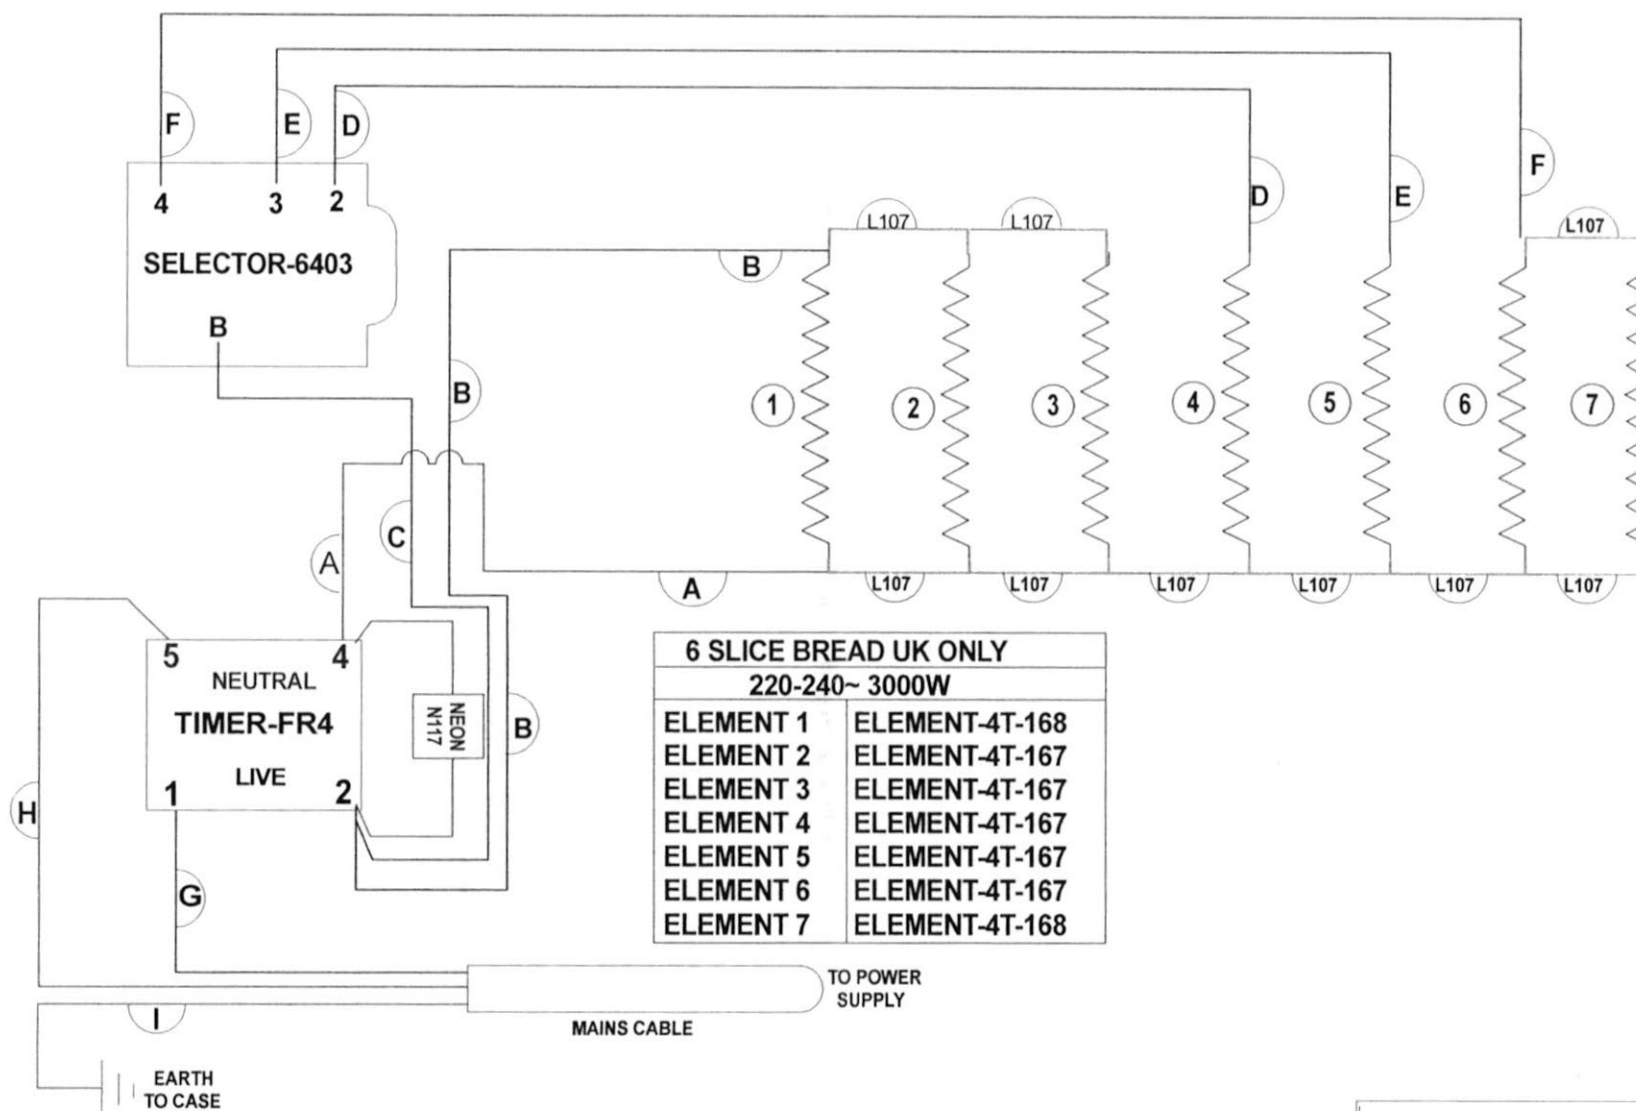 F
E
D
4
3
2
SELECTOR-6403
B
D
E
F
L107
L107
L107
B
B
1
2
3
4
5
6
7
A
C
A
L107
L107
L107
L107
L107
L107
5
4
NEUTRAL
TIMER-FR4
LIVE
1
2
NEON
N117
B
H
G
6 SLICE BREAD UK ONLY
220-240~ 3000W
ELEMENT 1 ELEMENT-4T-168
ELEMENT 2 ELEMENT-4T-167
ELEMENT 3 ELEMENT-4T-167
ELEMENT 4 ELEMENT-4T-167
ELEMENT 5 ELEMENT-4T-167
ELEMENT 6 ELEMENT-4T-167
ELEMENT 7 ELEMENT-4T-168
TO POWER
SUPPLY
MAINS CABLE
I
EARTH
TO CASE